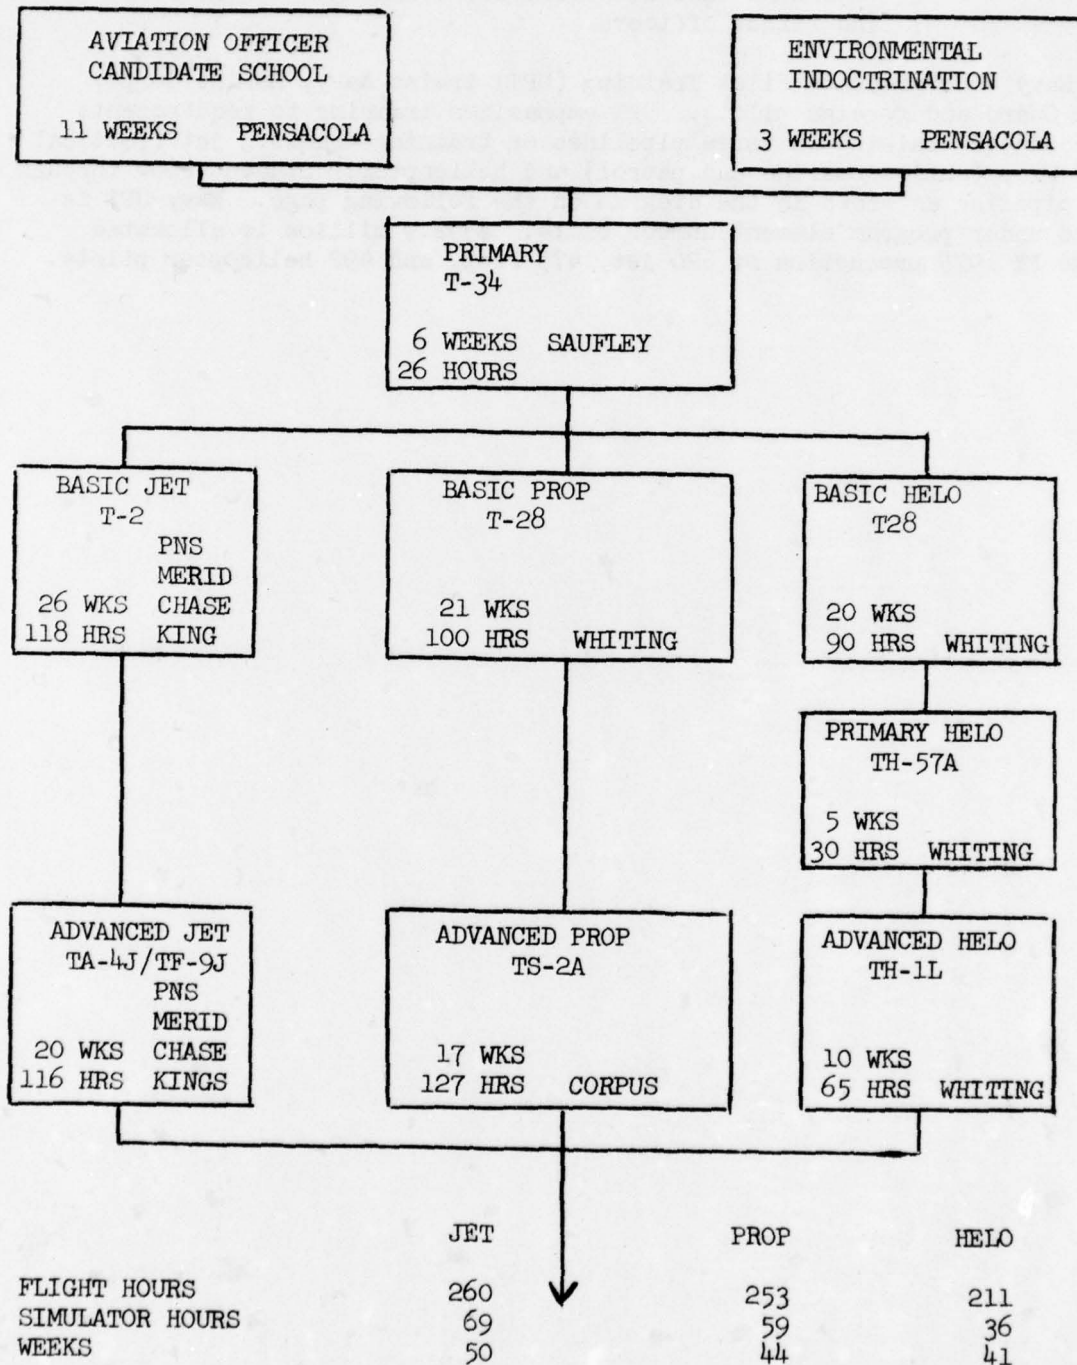 AVIATION OFFICER
CANDIDATE SCHOOL
11 WEEKS PENSACOLA
ENVIRONMENTAL
INDOCTRINATION
3 WEEKS PENSACOLA
PRIMARY
T-34
6 WEEKS SAUFLEY
26 HOURS
BASIC JET
T-2
PNS
MERID
26 WKS CHASE
118 HRS KING
BASIC PROP
T-28
21 WKS
100 HRS WHITING
BASIC HELO
T28
20 WKS
90 HRS WHITING
PRIMARY HELO
TH-57A
5 WKS
30 HRS WHITING
ADVANCED JET
TA-4J/TF-9J
PNS
MERID
20 WKS CHASE
116 HRS KINGS
ADVANCED PROP
TS-2A
17 WKS
127 HRS CORPUS
ADVANCED HELO
TH-1L
10 WKS
65 HRS WHITING
JET PROP HELO
FLIGHT HOURS 260 253 211
SIMULATOR HOURS 69 59 36
WEEKS 50 44 41